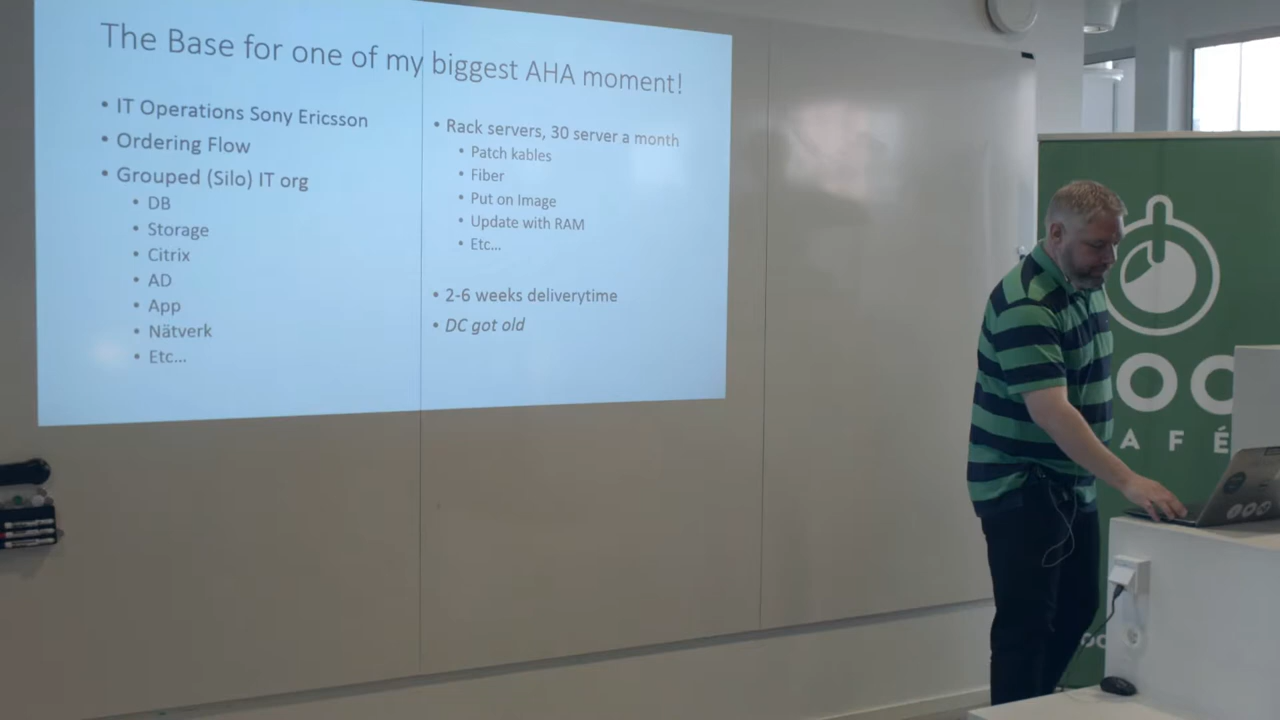 The Base for one of my biggest AHA moment!
• IT Operations Sony Ericsson
• Ordering Flow
• Grouped (Silo) IT org
• DB
• Storage
• Citrix
• AD
• App
• Nätverk
• Etc...
• Rack servers, 30 server a month
• Patch kables
• Fiber
• Put on Image
• Update with RAM
• Etc...
• 2-6 weeks deliverytime
• DC got old
AFÉ